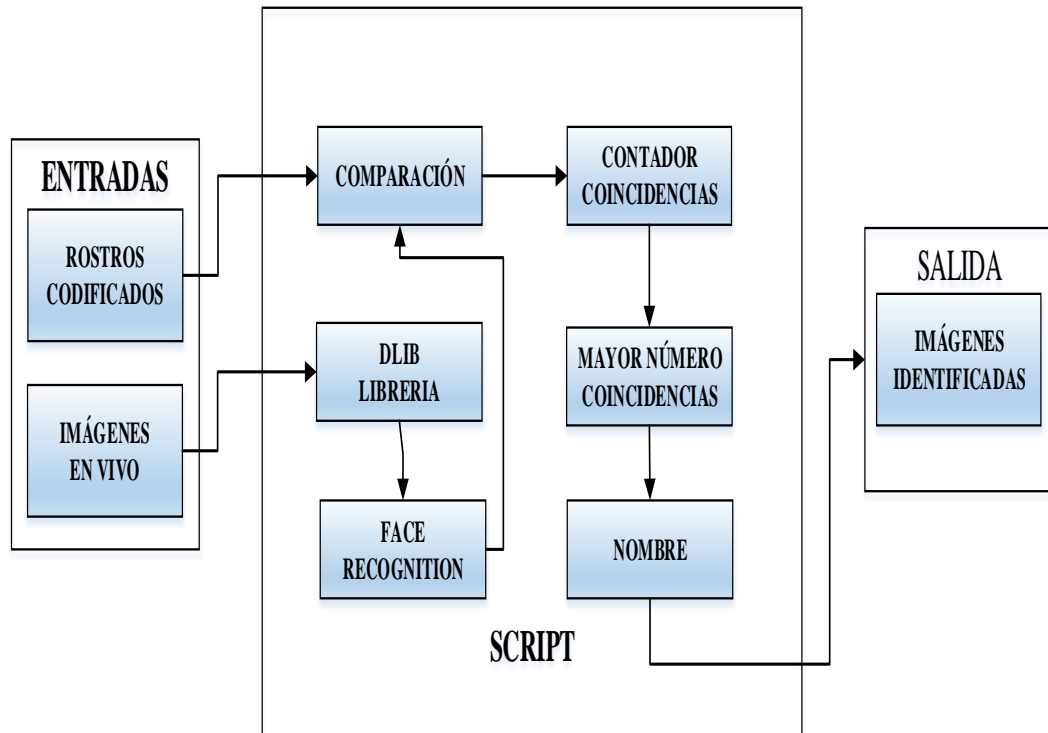 ENTRADAS
ROSTROS
CODIFICADOS
IMÁGENES
EN VIVO
COMPARACIÓN
DLIB
LIBRERIA
FACE
RECOGNITION
CONTADOR
COINCIDENCIAS
MAYOR NÚMERO
COINCIDENCIAS
NOMBRE
SCRIPT
SALIDA
IMÁGENES
IDENTIFICADAS